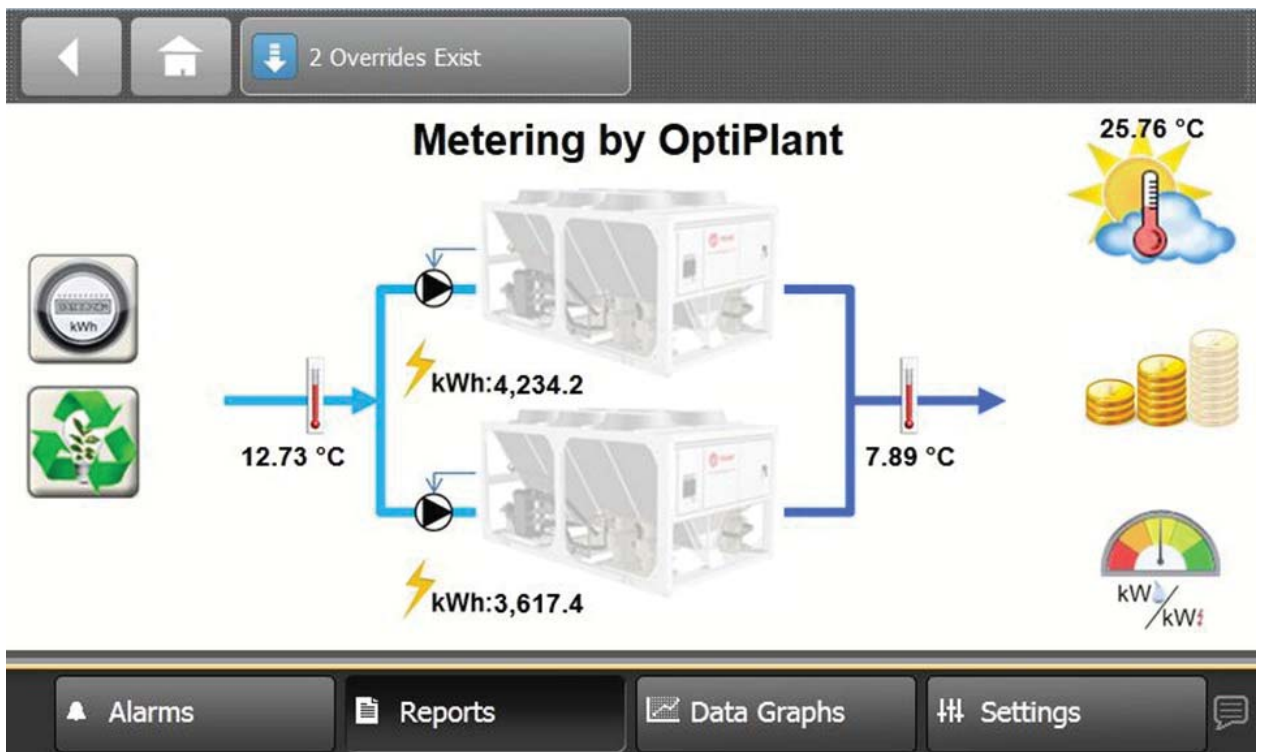 2 Overrides Exist
Metering by OptiPlant
25.76 °C
kWh
kWh:4,234.2
12.73 °C
7.89 °C
kWh:3,617.4
kW
/kW
Alarms
Reports
Data Graphs
Settings